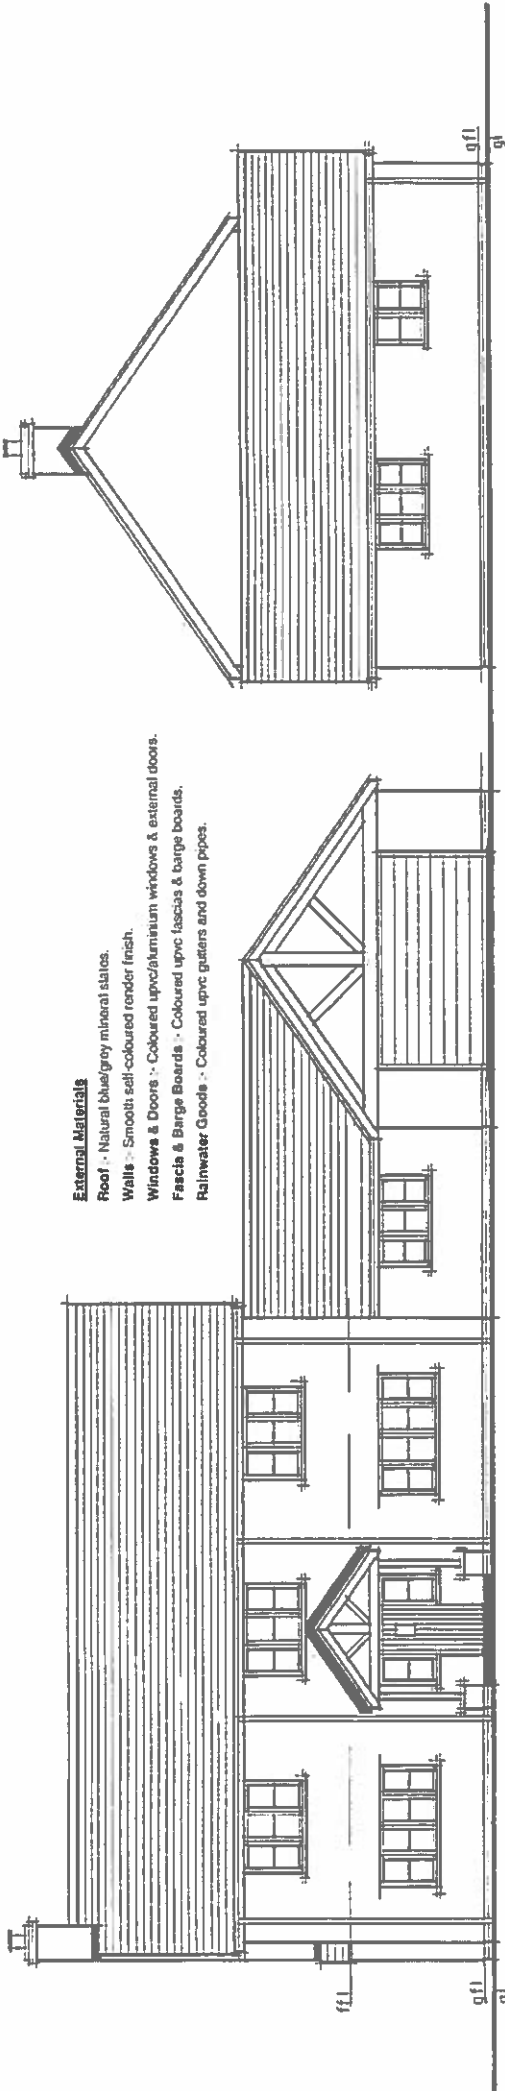 External Materials
Roof :- Natural blue/grey mineral slates.
Walls :- Smooth self-coloured render finish.
Windows & Doors :- Coloured upvc/aluminium windows & external doors.
Fascia & Barge Boards :- Coloured upvc fascias & barge boards.
Rainwater Goods :- Coloured upvc gutters and down pipes.
ffl
gfl
gl
gfl
gl